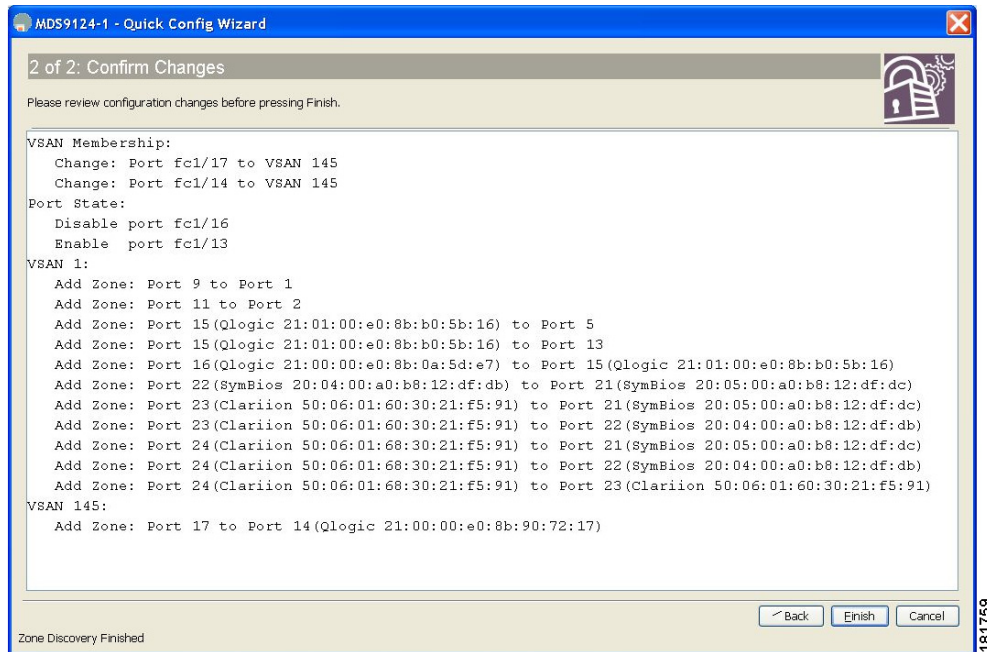 MDS9124-1 - Quick Config Wizard
2 of 2: Confirm Changes
Please review configuration changes before pressing Finish.
VSAN Membership:
Change: Port fc1/17 to VSAN 145
Change: Port fc1/14 to VSAN 145
Port State:
Disable port fc1/16
Enable port fc1/13
VSAN 1:
Add Zone: Port 9 to Port 1
Add Zone: Port 11 to Port 2
Add Zone: Port 15(Qlogic 21:01:00:e0:8b:b0:5b:16) to Port 5
Add Zone: Port 15(Qlogic 21:01:00:e0:8b:b0:5b:16) to Port 13
Add Zone: Port 16(Qlogic 21:00:00:e0:8b:0a:5d:e7) to Port 15(Qlogic 21:01:00:e0:8b:b0:5b:16)
Add Zone: Port 22(SymBios 20:04:00:a0:b8:12:df:db) to Port 21(SymBios 20:05:00:a0:b8:12:df:dc)
Add Zone: Port 23(Clariion 50:06:01:60:30:21:f5:91) to Port 21(SymBios 20:05:00:a0:b8:12:df:dc)
Add Zone: Port 23(Clariion 50:06:01:60:30:21:f5:91) to Port 22(SymBios 20:04:00:a0:b8:12:df:db)
Add Zone: Port 24(Clariion 50:06:01:68:30:21:f5:91) to Port 21(SymBios 20:05:00:a0:b8:12:df:dc)
Add Zone: Port 24(Clariion 50:06:01:68:30:21:f5:91) to Port 22(SymBios 20:04:00:a0:b8:12:df:db)
Add Zone: Port 24(Clariion 50:06:01:68:30:21:f5:91) to Port 23(Clariion 50:06:01:60:30:21:f5:91)
VSAN 145:
Add Zone: Port 17 to Port 14(Qlogic 21:00:00:e0:8b:90:72:17)
Back Finish Cancel
Zone Discovery Finished
181759